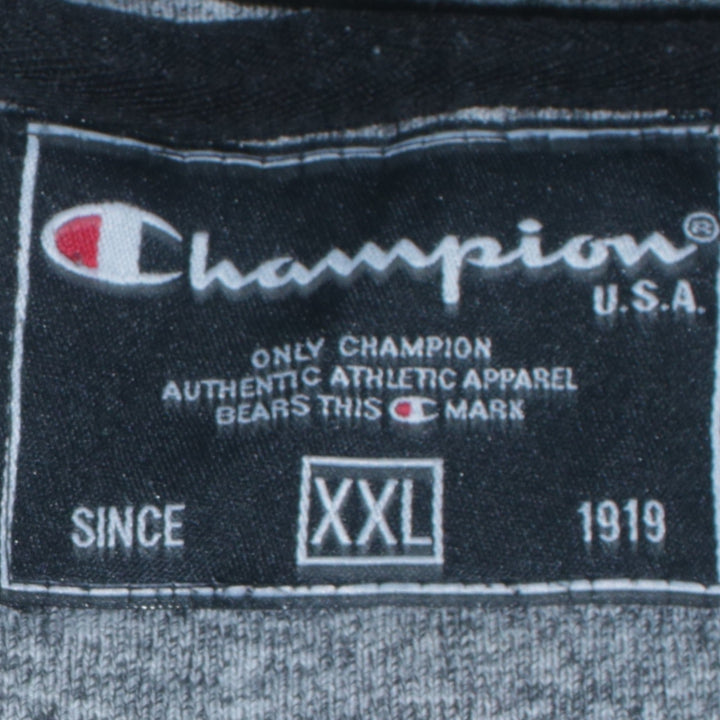 Champion®
U.S.A.
ONLY CHAMPION
AUTHENTIC ATHLETIC APPAREL
BEARS THIS C MARK
SINCE XXL 1919